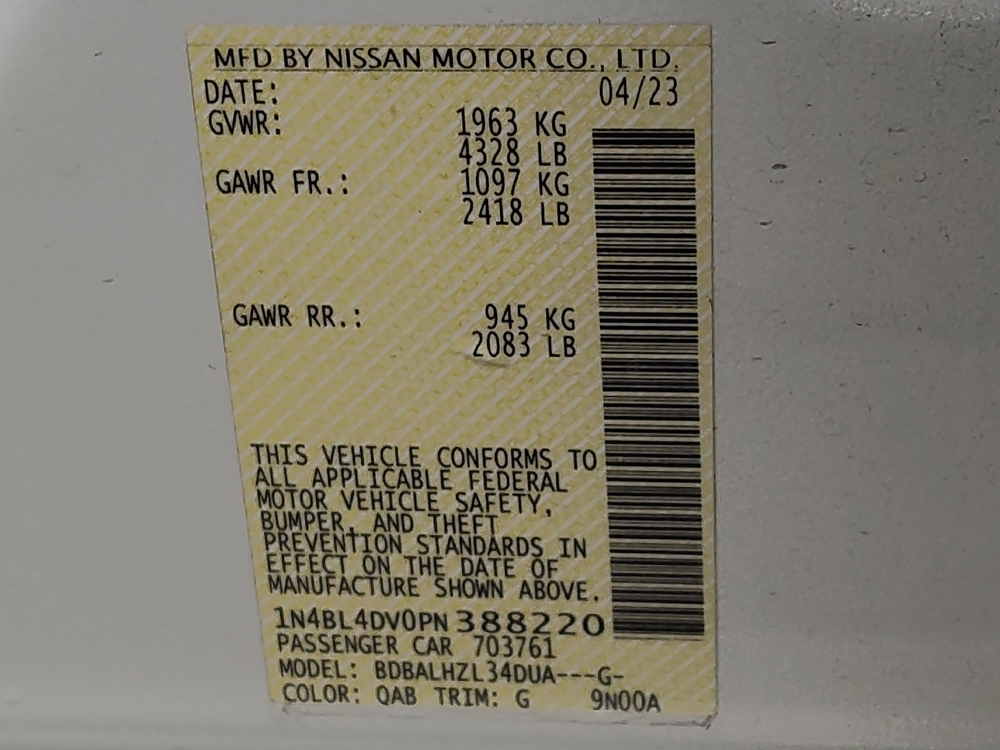 MFD BY NISSAN MOTOR CO., LTD.
DATE: 04/23
GVWR: 1963 KG
4328 LB
GAWR FR.: 1097 KG
2418 LB
GAWR RR.: 945 KG
2083 LB
THIS VEHICLE CONFORMS TO
ALL APPLICABLE FEDERAL
MOTOR VEHICLE SAFETY,
BUMPER, AND THEFT
PREVENTION STANDARDS IN
EFFECT ON THE DATE OF
MANUFACTURE SHOWN ABOVE.
1N4BL4DV0PN388220
PASSENGER CAR 703761
MODEL: BDBALHZL34DUA---G-
COLOR: QAB TRIM: G 9N00A